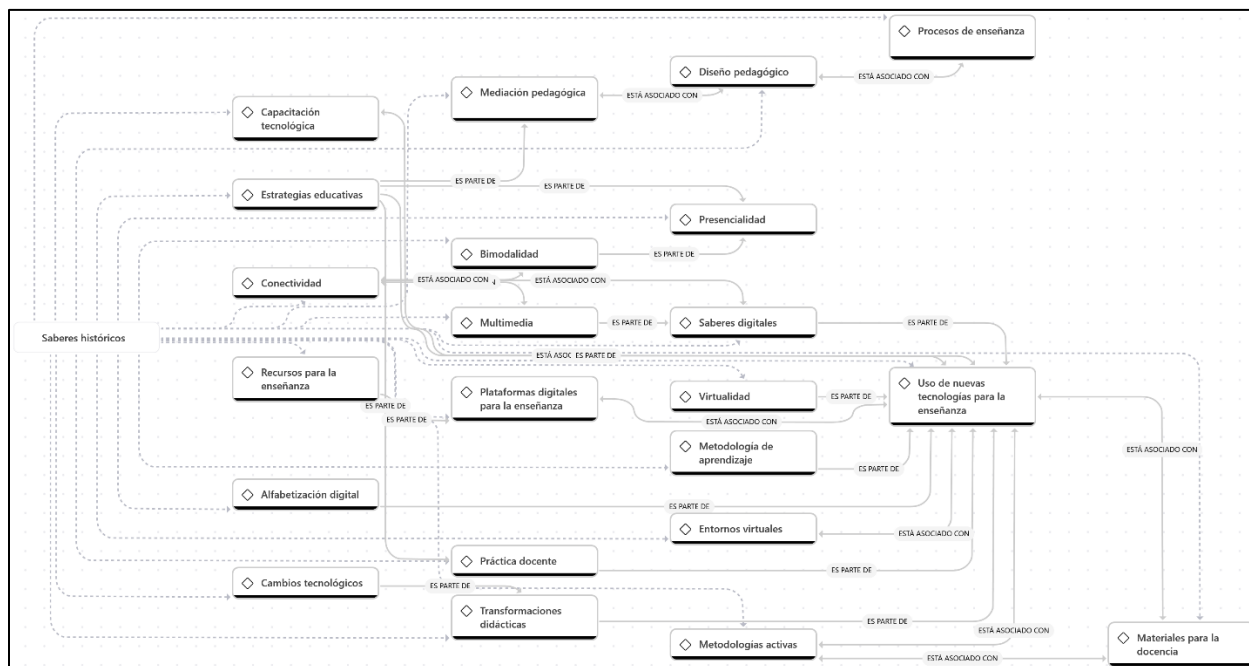 Procesos de enseñanza
Diseño pedagógico
ESTÁ ASOCIADO CON
Mediación pedagógica
ESTÁ ASOCIADO CON
Capacitación
tecnológica
ES PARTE DE
ES PARTE DE
Estrategias educativas
Presencialidad
Bimodalidad
ES PARTE DE
Conectividad
ESTÁ ASOCIADO CON
ESTÁ ASOCIADO CON
Multimedia
ES PARTE DE
Saberes digitales
ES PARTE DE
Saberes históricos
ESTÁ ASOC
ES PARTE DE
Recursos para la
enseñanza
Plataformas digitales
para la enseñanza
Virtualidad
ES PARTE DE
Uso de nuevas
tecnologías para la
enseñanza
ES PARTE DE
ES PARTE DE
ESTÁ ASOCIADO CON
Metodología de
aprendizaje
ES PARTE DE
ESTÁ ASOCIADO CON
Alfabetización digital
ES PARTE DE
Entornos virtuales
ESTÁ ASOCIADO CON
Práctica docente
ES PARTE DE
Cambios tecnológicos
ES PARTE DE
Transformaciones
didácticas
ES PARTE DE
ESTÁ ASOCIADO CON
Metodologías activas
ESTÁ ASOCIADO CON
Materiales para la
docencia